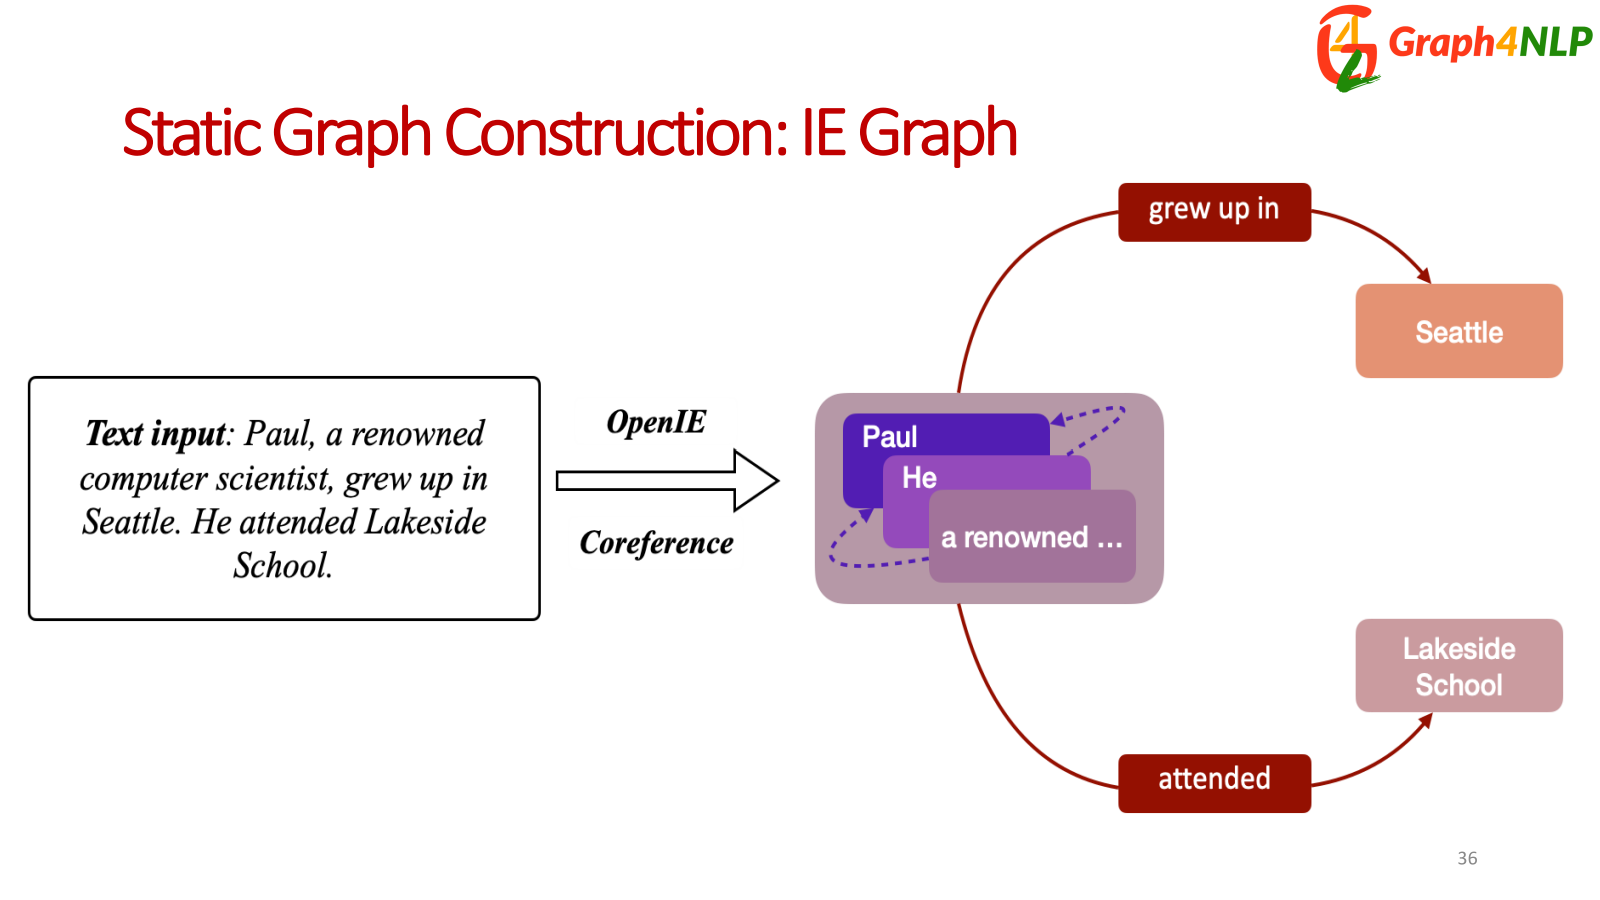 Graph4NLP
Static Graph Construction: IE Graph
grew up in
Seattle
Text input: Paul, a renowned
computer scientist, grew up in
Seattle. He attended Lakeside
School.
OpenIE
Coreference
Paul
He
a renowned ...
Lakeside
School
attended
36